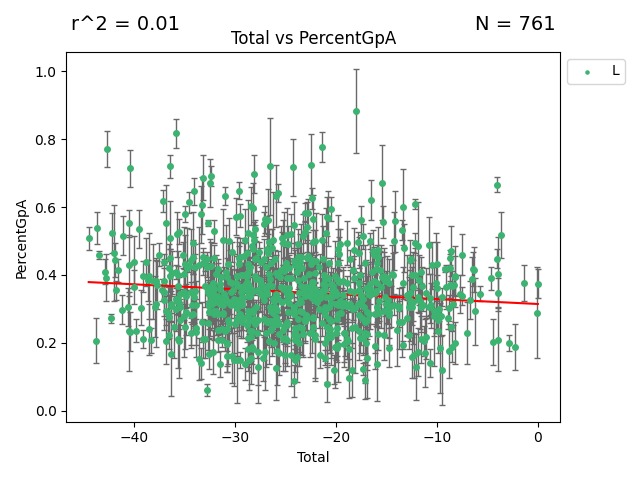 r^2 = 0.01
N = 761
Total vs PercentGpA
L
1.0
0.8
0.6
0.4
0.2
0.0
PercentGpA
−40
−30
−20
−10
0
Total